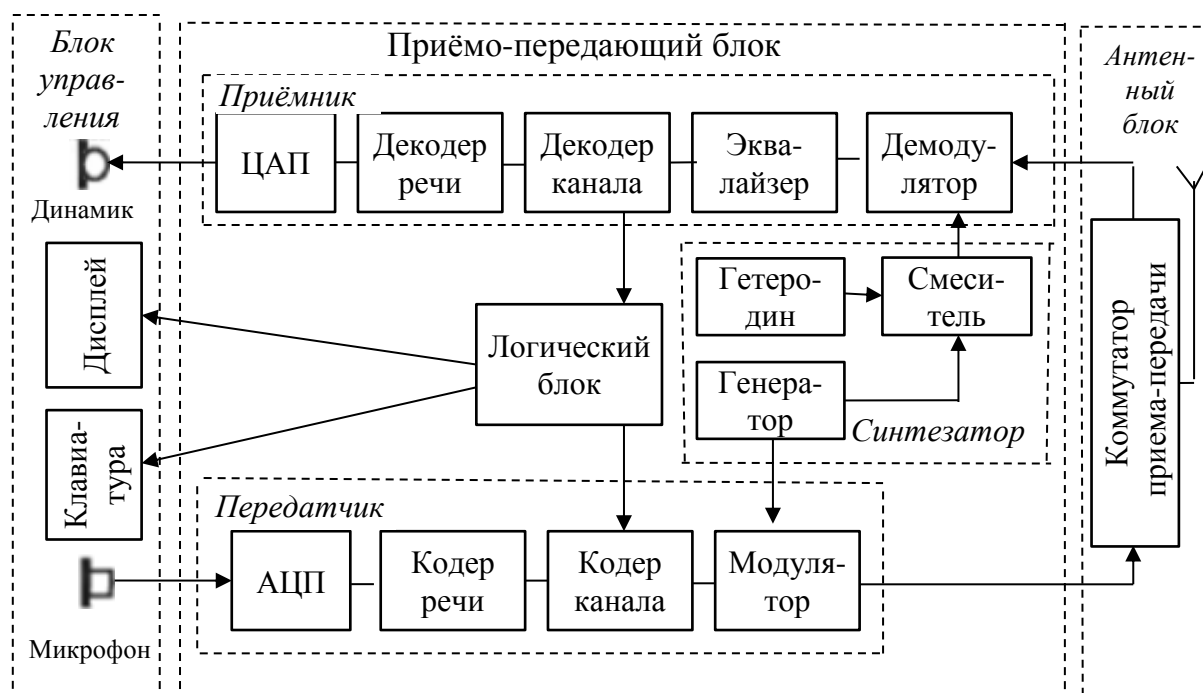 Блок
управ-
ления
Динамик
Дисплей
Клавиа-
тура
Микрофон
Приёмо-передающий блок
Приёмник
ЦАП
Декодер
речи
Декодер
канала
Эква-
лайзер
Демоду-
лятор
Гетеро-
дин
Смеси-
тель
Генера-
тор
Синтезатор
Логический
блок
Передатчик
АЦП
Кодер
речи
Кодер
канала
Модуля-
тор
Антен-
ный
блок
Коммутатор
приема-передачи